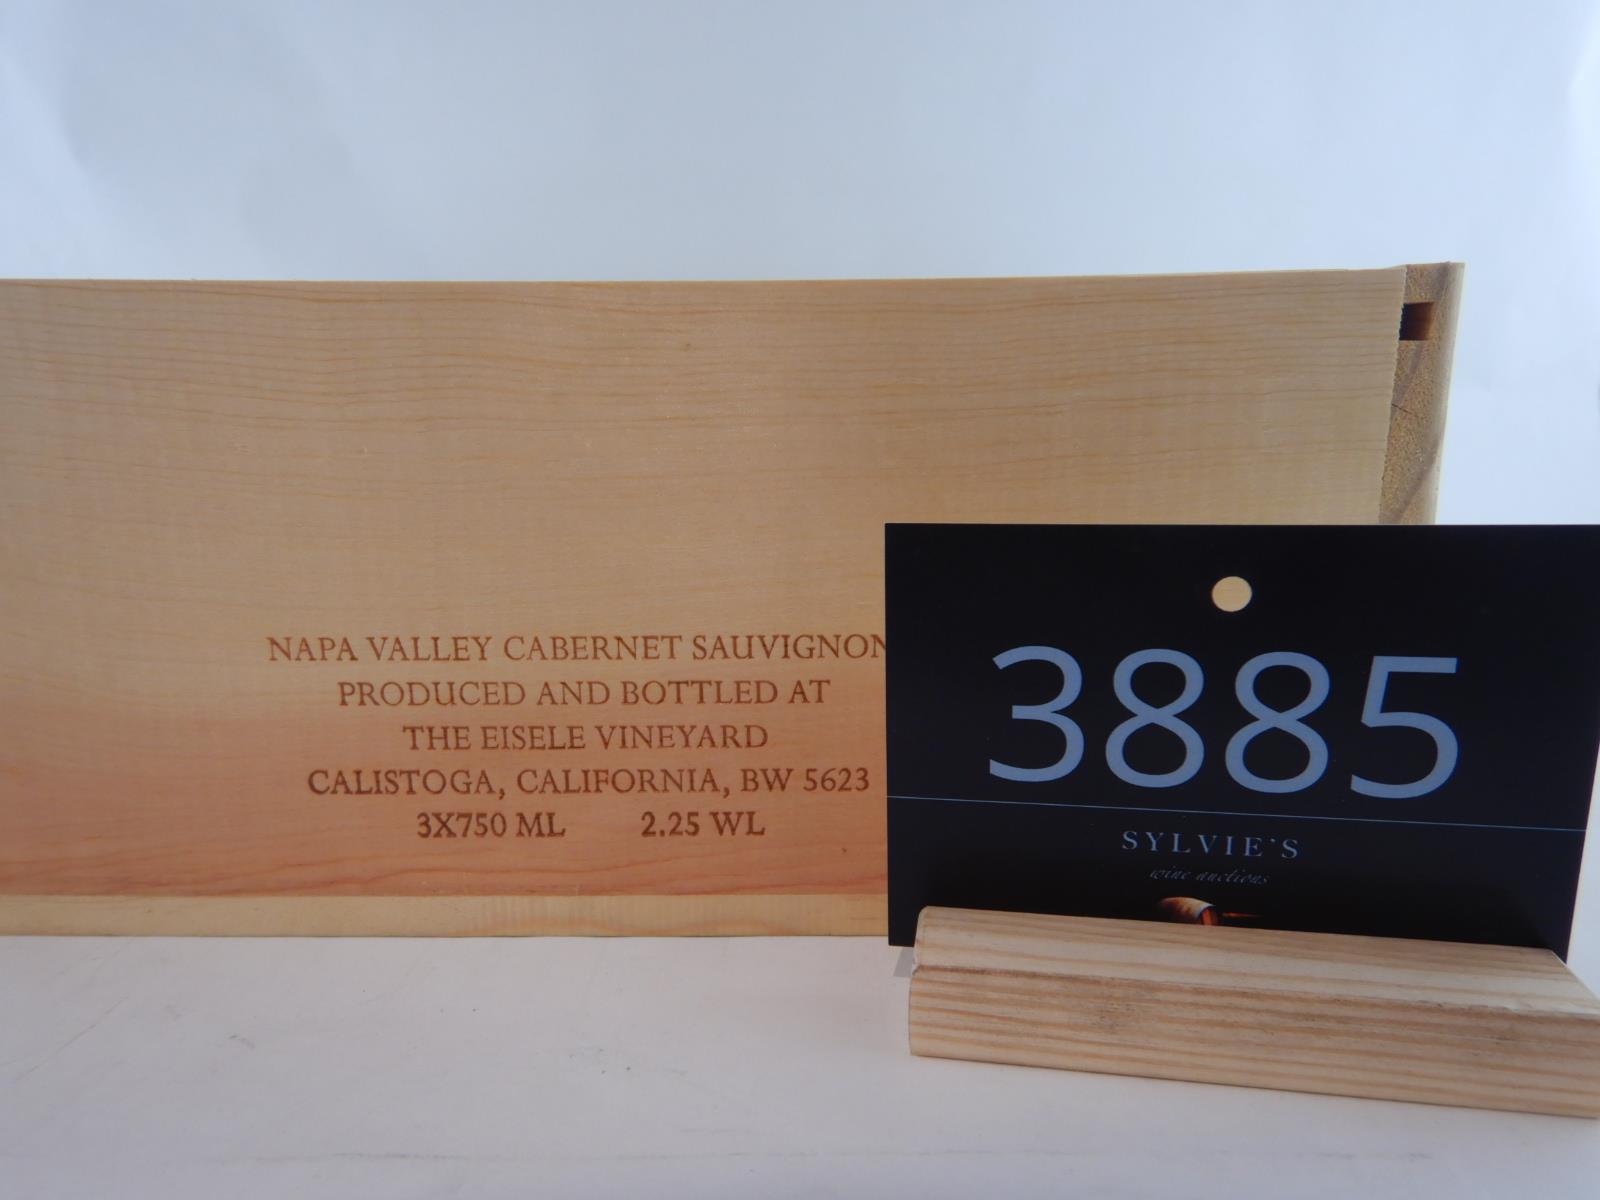 NAPA VALLEY CABERNET SAUVIGNON
PRODUCED AND BOTTLED AT
THE EISELE VINEYARD
CALISTOGA, CALIFORNIA, BW 5623
3X750 ML 2.25 WL
3885
SYLVIE'S
wine auctions